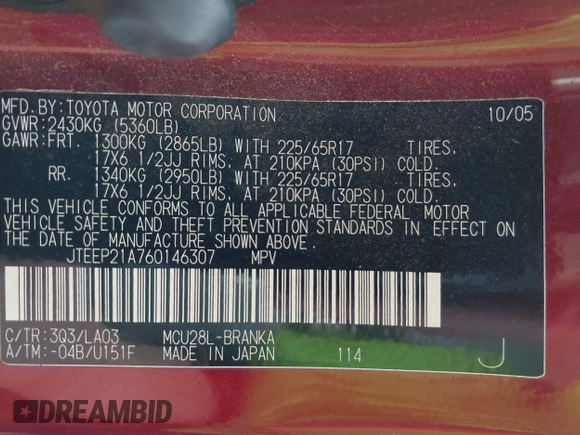 MFD.BY:TOYOTA MOTOR CORPORATION 10/05
GVWR:2430KG (5360LB)
GAWR:FRT. 1300KG (2865LB) WITH 225/65R17 TIRES,
17X6 1/2JJ RIMS, AT 210KPA (30PSI) COLD.
RR. 1340KG (2950LB) WITH 225/65R17 TIRES,
17X6 1/2JJ RIMS, AT 210KPA (30PSI) COLD.
THIS VEHICLE CONFORMS TO ALL APPLICABLE FEDERAL MOTOR
VEHICLE SAFETY AND THEFT PREVENTION STANDARDS IN EFFECT ON
THE DATE OF MANUFACTURE SHOWN ABOVE.
JTEEP21A760146307 MPV
C/TR:3Q3/LA03 MCU28L-BRANKA
A/TM:-04B/U151F MADE IN JAPAN 114 J
DREAMBID